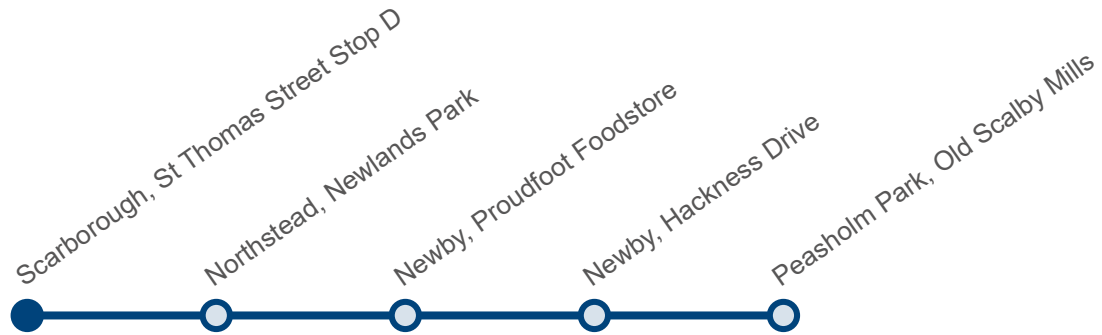 Scarborough, St Thomas Street Stop D
Northstead, Newlands Park
Newby, Proudfoot Foodstore
Newby, Hackness Drive
Peasholm Park, Old Scalby Mills